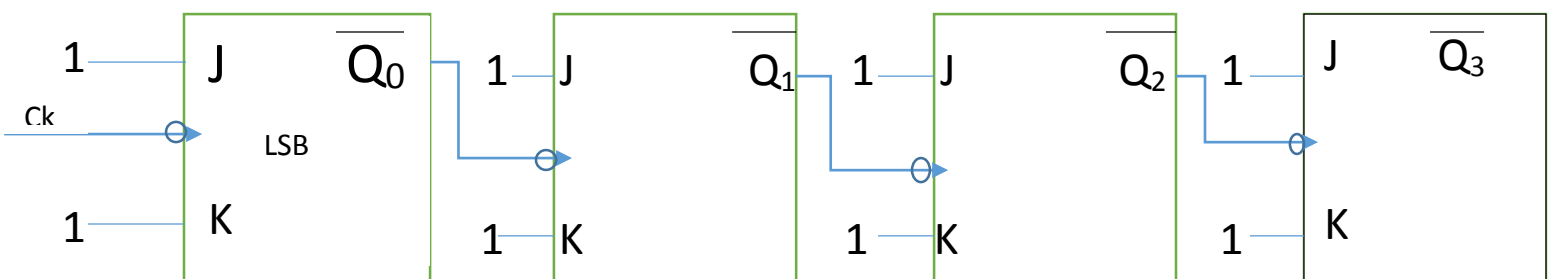 1 J Q̅₀ 1 J Q̅₁ 1 J Q̅₂ 1 J Q̅₃
Ck
LSB
1 K 1 K 1 K 1 K